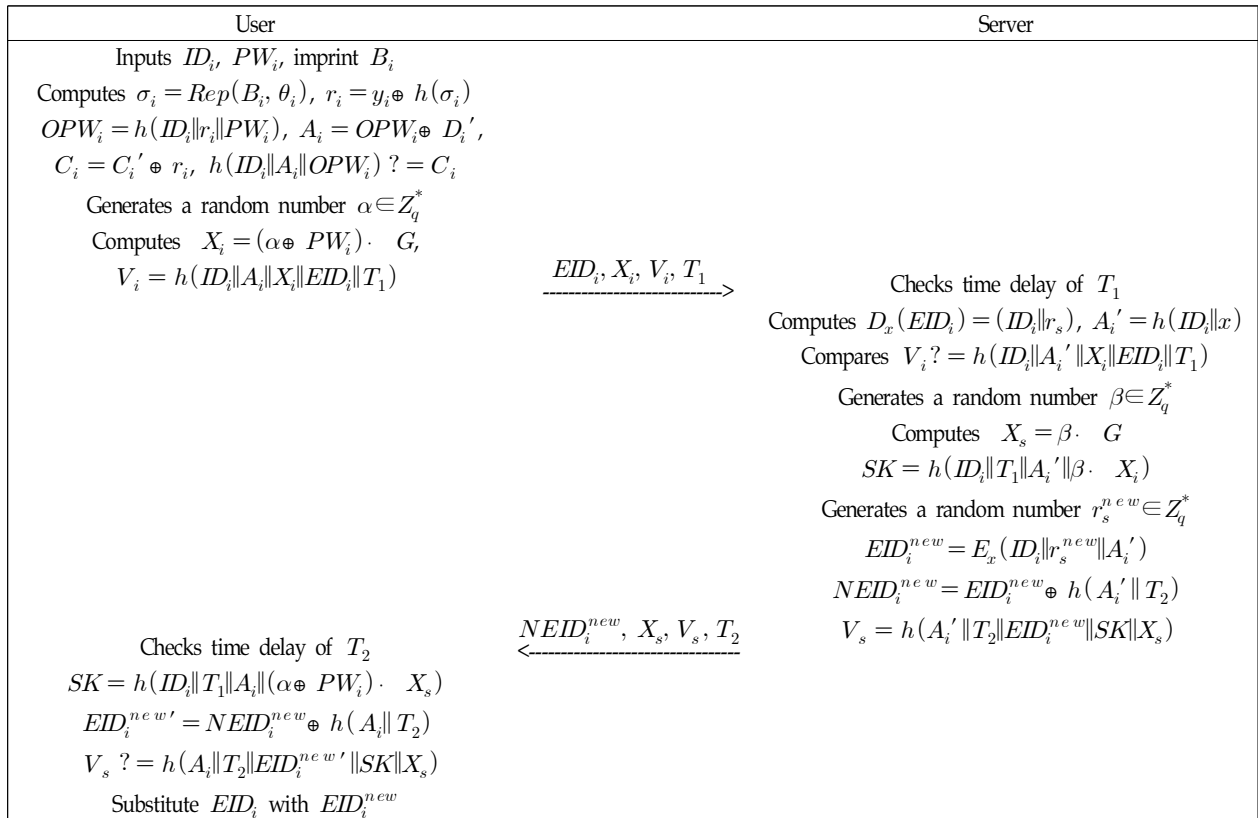 User Server
Inputs ID_i, PW_i, imprint B_i
Computes σ_i = Rep(B_i, θ_i), r_i = y_i ⊕ h(σ_i)
OPW_i = h(ID_i‖r_i‖PW_i), A_i = OPW_i ⊕ D_i′,
C_i = C_i′ ⊕ r_i, h(ID_i‖A_i‖OPW_i) ? = C_i
Generates a random number α∈Z_q^*
Computes X_i = (α⊕ PW_i)· G,
V_i = h(ID_i‖A_i‖X_i‖EID_i‖T_1)
EID_i, X_i, V_i, T_1
---------------------------->
Checks time delay of T_1
Computes D_x(EID_i) = (ID_i‖r_s), A_i′ = h(ID_i‖x)
Compares V_i ? = h(ID_i‖A_i′‖X_i‖EID_i‖T_1)
Generates a random number β∈Z_q^*
Computes X_s = β· G
SK = h(ID_i‖T_1‖A_i′‖β· X_i)
Generates a random number r_s^new∈Z_q^*
EID_i^new = E_x(ID_i‖r_s^new‖A_i′)
NEID_i^new = EID_i^new ⊕ h(A_i′‖T_2)
V_s = h(A_i′‖T_2‖EID_i^new‖SK‖X_s)
NEID_i^new, X_s, V_s, T_2
<---------------------------------
Checks time delay of T_2
SK = h(ID_i‖T_1‖A_i‖(α⊕ PW_i)· X_s)
EID_i^new′ = NEID_i^new ⊕ h(A_i‖T_2)
V_s ? = h(A_i‖T_2‖EID_i^new′‖SK‖X_s)
Substitute EID_i with EID_i^new